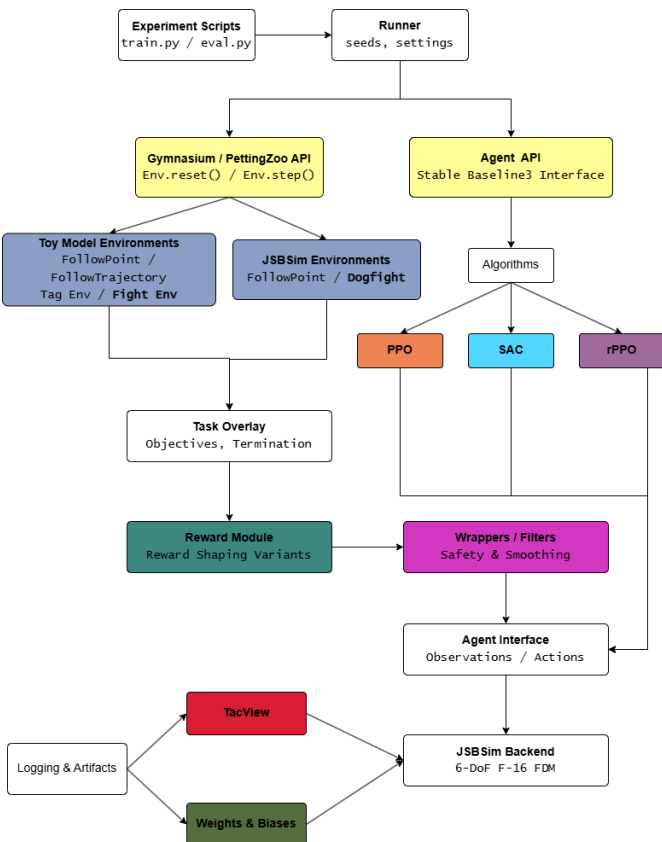 Experiment Scripts
train.py / eval.py
Runner
seeds, settings
Gymnasium / PettingZoo API
Env.reset() / Env.step()
Agent API
Stable Baseline3 Interface
Toy Model Environments
FollowPoint /
FollowTrajectory
Tag Env / Fight Env
JSBSim Environments
FollowPoint / Dogfight
Algorithms
PPO
SAC
rPPO
Task Overlay
Objectives, Termination
Reward Module
Reward Shaping Variants
Wrappers / Filters
Safety & Smoothing
Agent Interface
Observations / Actions
TacView
Logging & Artifacts
JSBSim Backend
6-DoF F-16 FDM
Weights & Biases